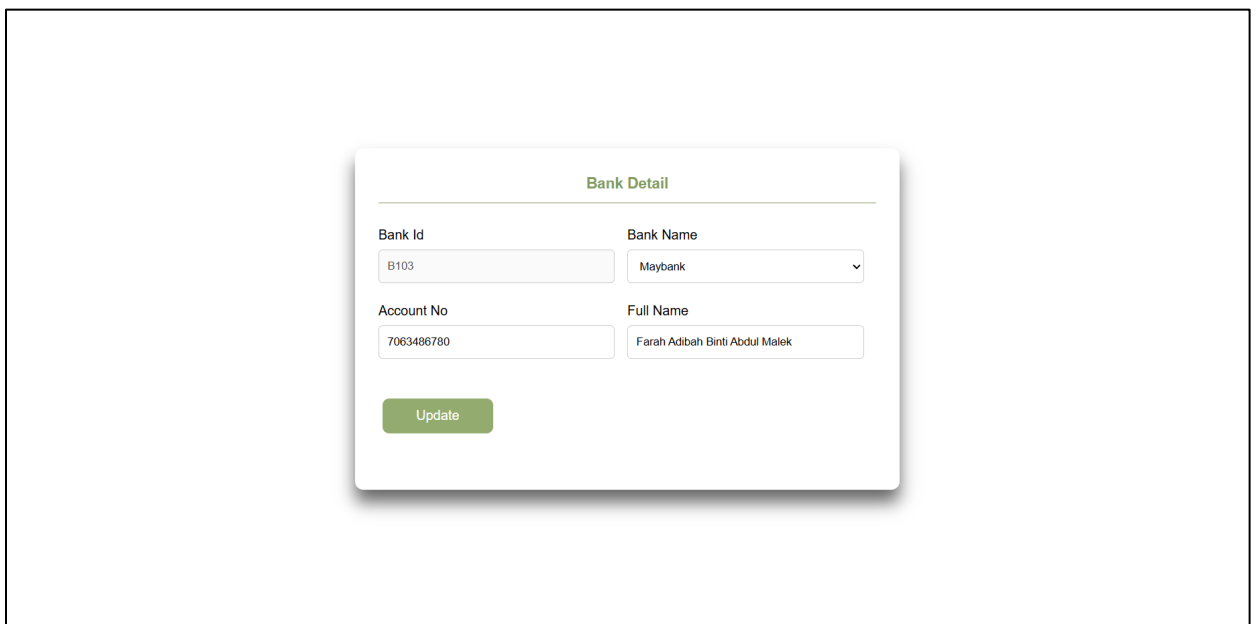 Bank Detail
Bank Id
Bank Name
B103
Maybank
Account No
Full Name
7063486780
Farah Adibah Binti Abdul Malek
Update